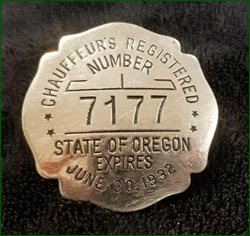 CHAUFFEUR'S REGISTERED
NUMBER
7177
STATE OF OREGON
EXPIRES
JUNE 30, 1932